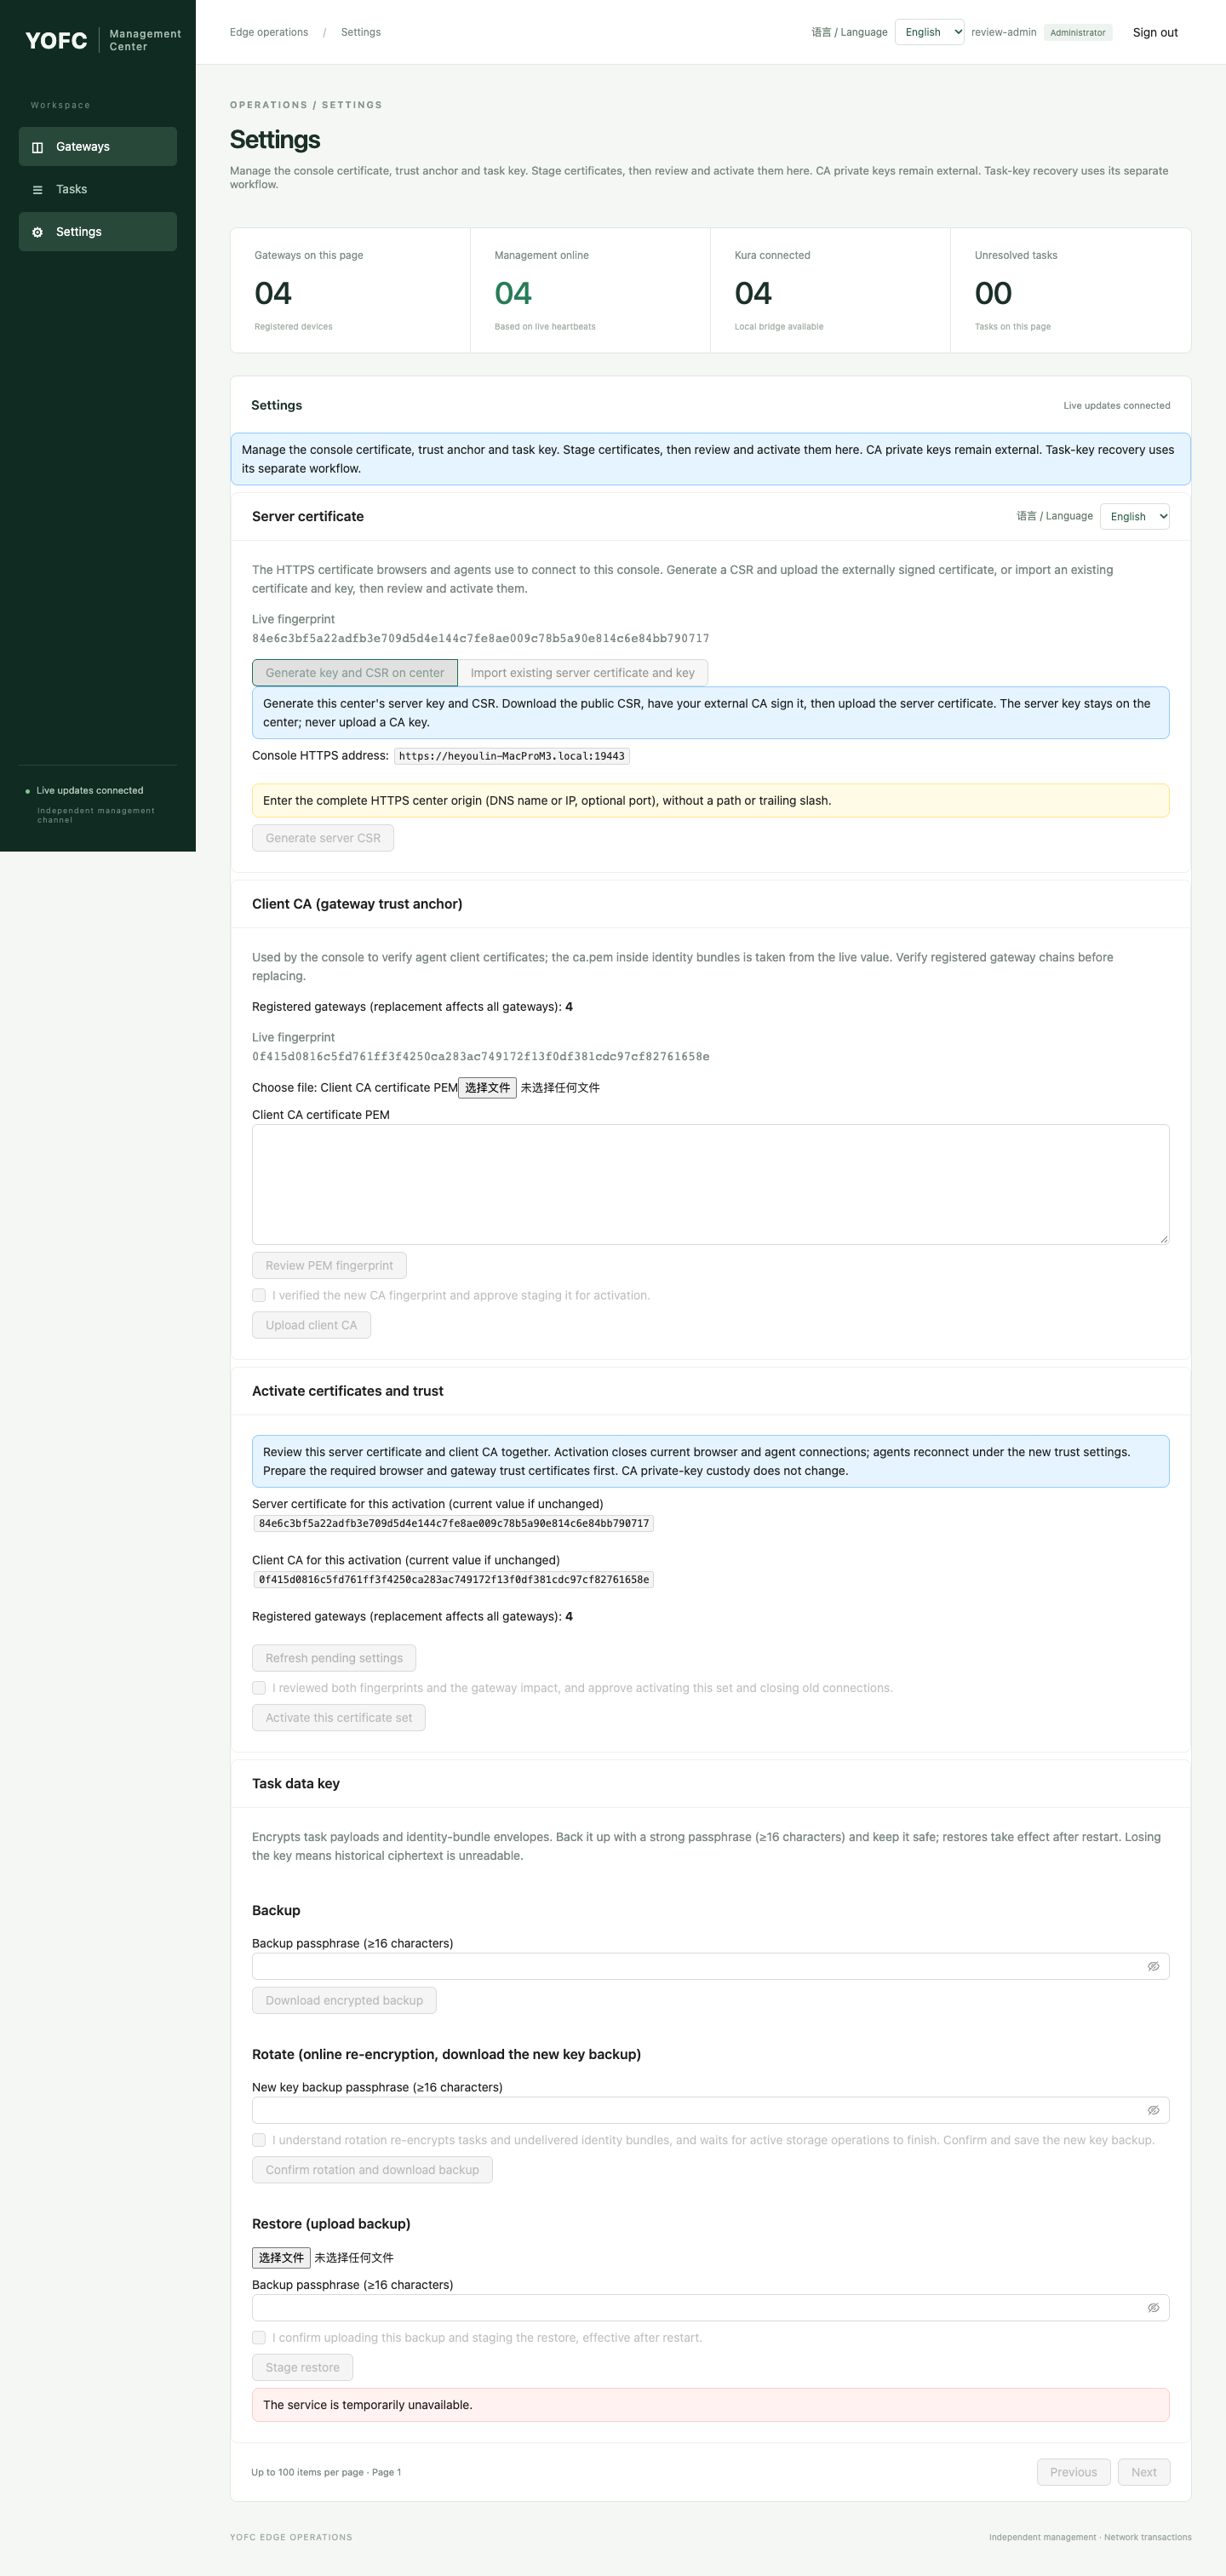 YOFC
Management
Center
Workspace
Gateways
Tasks
Settings
Live updates connected
Independent management
channel
Edge operations / Settings
语言 / Language English review-admin Administrator Sign out
OPERATIONS / SETTINGS
Settings
Manage the console certificate, trust anchor and task key. Stage certificates, then review and activate them here. CA private keys remain external. Task-key recovery uses its separate
workflow.
Gateways on this page
04
Registered devices
Management online
04
Based on live heartbeats
Kura connected
04
Local bridge available
Unresolved tasks
00
Tasks on this page
Settings
Live updates connected
Manage the console certificate, trust anchor and task key. Stage certificates, then review and activate them here. CA private keys remain external. Task-key recovery uses
its separate workflow.
Server certificate
语言 / Language English
The HTTPS certificate browsers and agents use to connect to this console. Generate a CSR and upload the externally signed certificate, or import an existing
certificate and key, then review and activate them.
Live fingerprint
84e6c3bf5a22adfb3e709d5d4e144c7fe8ae009c78b5a90e814c6e84bb790717
Generate key and CSR on center
Import existing server certificate and key
Generate this center's server key and CSR. Download the public CSR, have your external CA sign it, then upload the server certificate. The server key stays on the
center; never upload a CA key.
Console HTTPS address: https://heyoulin-MacProM3.local:19443
Enter the complete HTTPS center origin (DNS name or IP, optional port), without a path or trailing slash.
Generate server CSR
Client CA (gateway trust anchor)
Used by the console to verify agent client certificates; the ca.pem inside identity bundles is taken from the live value. Verify registered gateway chains before
replacing.
Registered gateways (replacement affects all gateways): 4
Live fingerprint
0f415d0816c5fd761ff3f4250ca283ac749172f13f0df381cdc97cf82761658e
Choose file: Client CA certificate PEM 选择文件 未选择任何文件
Client CA certificate PEM
Review PEM fingerprint
I verified the new CA fingerprint and approve staging it for activation.
Upload client CA
Activate certificates and trust
Review this server certificate and client CA together. Activation closes current browser and agent connections; agents reconnect under the new trust settings.
Prepare the required browser and gateway trust certificates first. CA private-key custody does not change.
Server certificate for this activation (current value if unchanged)
84e6c3bf5a22adfb3e709d5d4e144c7fe8ae009c78b5a90e814c6e84bb790717
Client CA for this activation (current value if unchanged)
0f415d0816c5fd761ff3f4250ca283ac749172f13f0df381cdc97cf82761658e
Registered gateways (replacement affects all gateways): 4
Refresh pending settings
I reviewed both fingerprints and the gateway impact, and approve activating this set and closing old connections.
Activate this certificate set
Task data key
Encrypts task payloads and identity-bundle envelopes. Back it up with a strong passphrase (≥16 characters) and keep it safe; restores take effect after restart. Losing
the key means historical ciphertext is unreadable.
Backup
Backup passphrase (≥16 characters)
Download encrypted backup
Rotate (online re-encryption, download the new key backup)
New key backup passphrase (≥16 characters)
I understand rotation re-encrypts tasks and undelivered identity bundles, and waits for active storage operations to finish. Confirm and save the new key backup.
Confirm rotation and download backup
Restore (upload backup)
选择文件 未选择任何文件
Backup passphrase (≥16 characters)
I confirm uploading this backup and staging the restore, effective after restart.
Stage restore
The service is temporarily unavailable.
Up to 100 items per page · Page 1
Previous
Next
YOFC EDGE OPERATIONS
Independent management · Network transactions